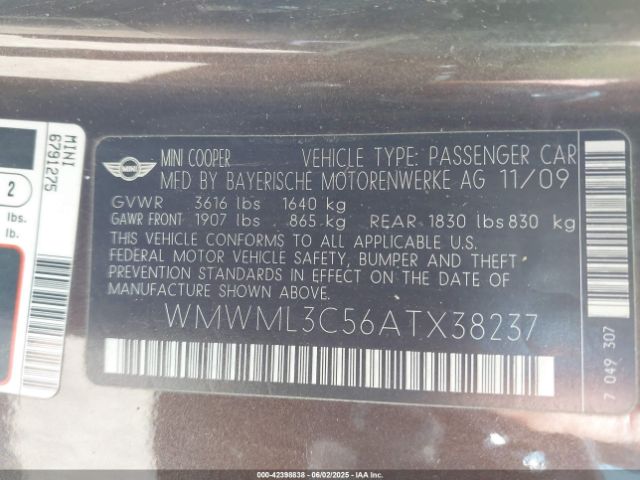 MINI
6791275
2
lbs.
lb.
MINI
MINI COOPER VEHICLE TYPE: PASSENGER CAR
MFD BY BAYERISCHE MOTORENWERKE AG 11/09
GVWR 3616 lbs 1640 kg
GAWR FRONT 1907 lbs 865 kg REAR 1830 lbs 830 kg
THIS VEHICLE CONFORMS TO ALL APPLICABLE U.S.
FEDERAL MOTOR VEHICLE SAFETY, BUMPER AND THEFT
PREVENTION STANDARDS IN EFFECT ON THE DATE OF
MANUFACTURE SHOWN ABOVE.
WMWML3C56ATX38237
7 049 307
000-42398838 - 06/02/2025 - IAAI.COM